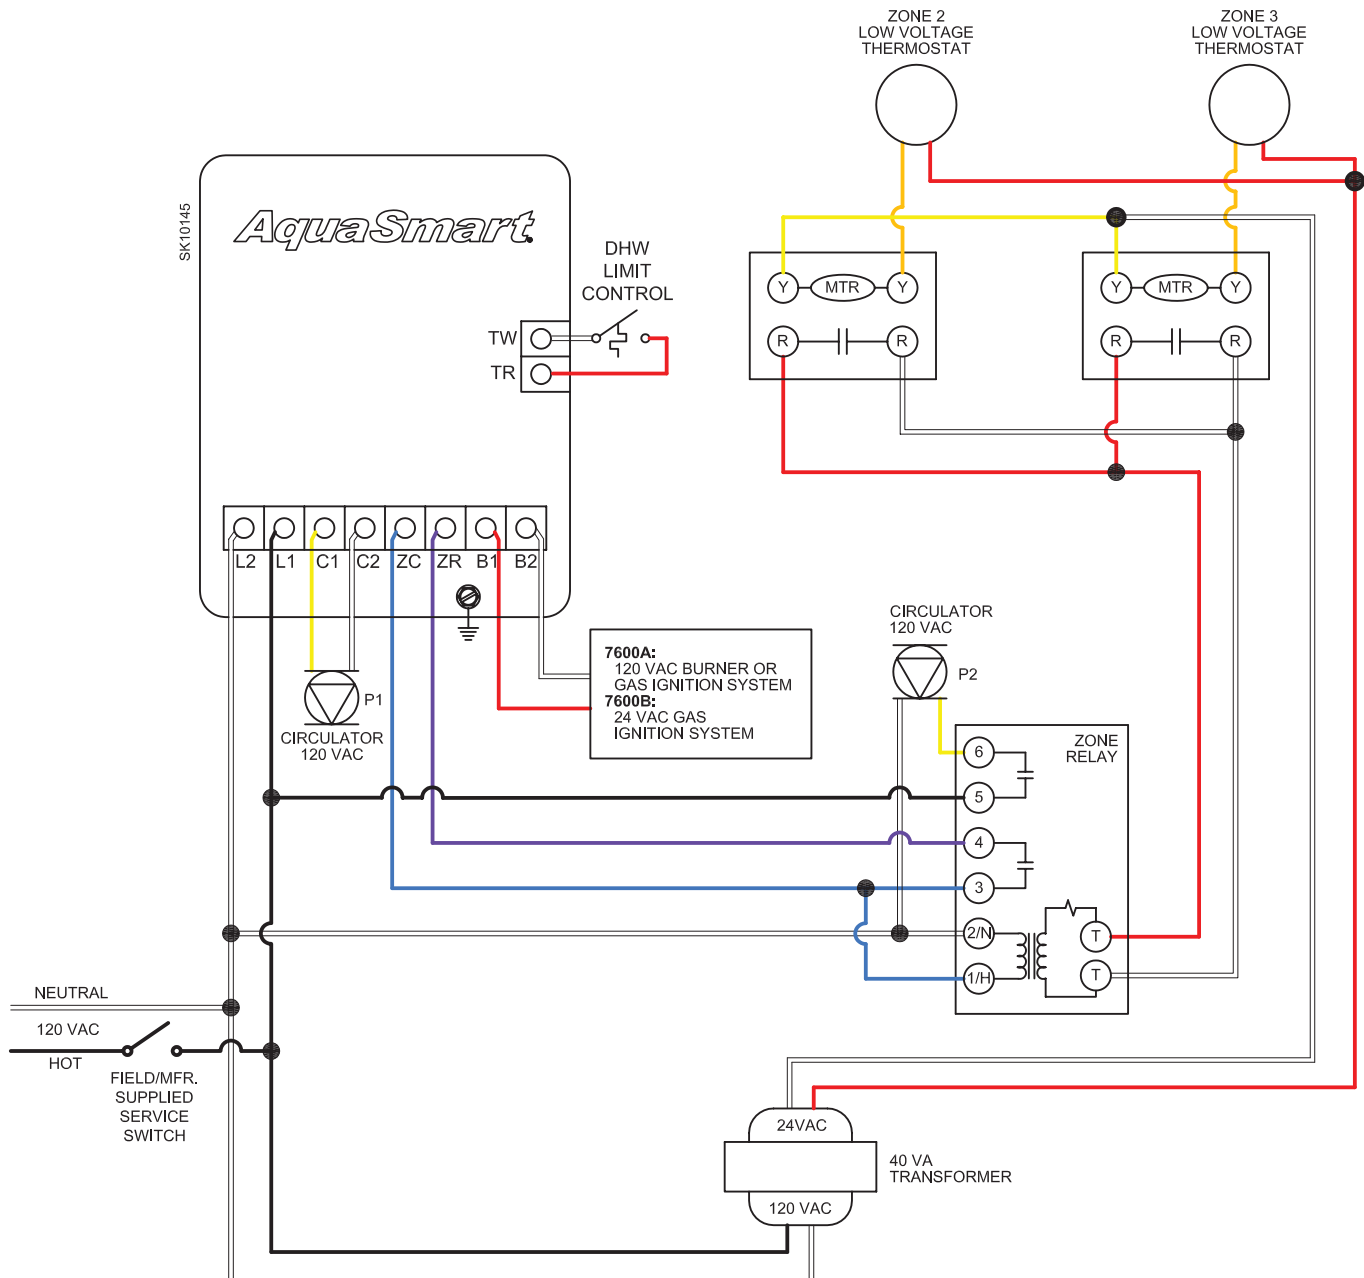 ZONE 2
LOW VOLTAGE
THERMOSTAT
ZONE 3
LOW VOLTAGE
THERMOSTAT
SK10145
AquaSmart
DHW
LIMIT
CONTROL
TW
TR
Y
MTR
Y
R
R
Y
MTR
Y
R
R
L2
L1
C1
C2
ZC
ZR
B1
B2
7600A:
120 VAC BURNER OR
GAS IGNITION SYSTEM
7600B:
24 VAC GAS
IGNITION SYSTEM
P1
CIRCULATOR
120 VAC
CIRCULATOR
120 VAC
P2
ZONE
RELAY
6
5
4
3
2/N
1/H
T
T
NEUTRAL
120 VAC
HOT
FIELD/MFR.
SUPPLIED
SERVICE
SWITCH
24VAC
40 VA
TRANSFORMER
120 VAC